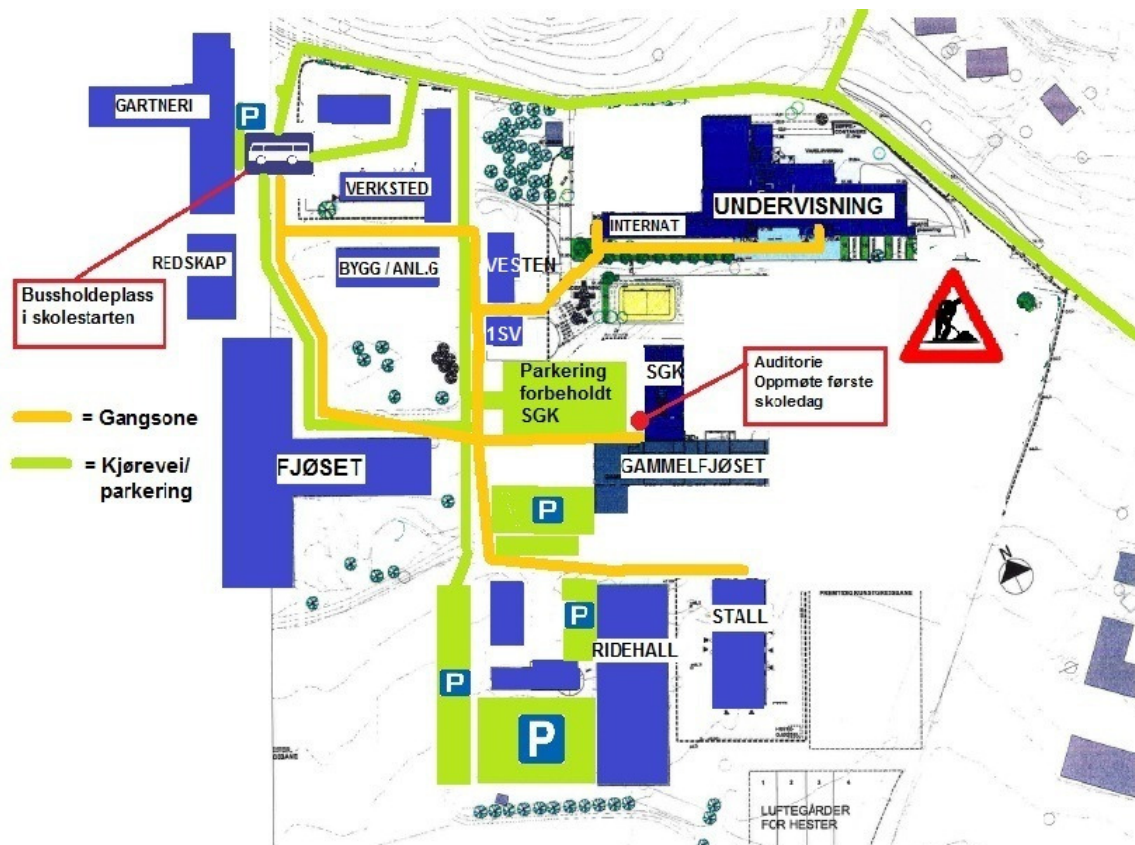 GARTNERI
P
VERKSTED
UNDERVISNING
INTERNAT
REDSKAP
BYGG / ANL.G
VESTEN
Bussholdeplass
i skolestarten
1SV
Parkering
forbeholdt
SGK
SGK
Auditorie
Oppmøte første
skoledag
= Gangsone
= Kjørevei/
parkering
FJØSET
GAMMELFJØSET
P
N
P
STALL
RIDEHALL
P
P
1 2 3 4
LUFTEGÅRDER
FOR HESTER